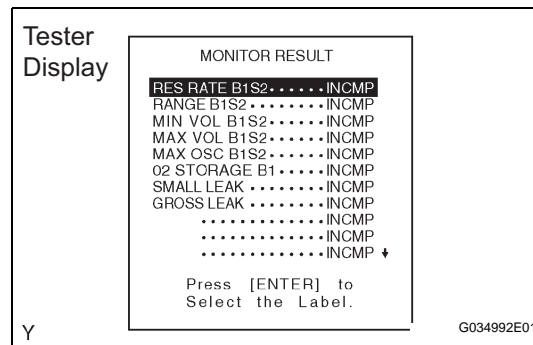 Tester
Display
MONITOR RESULT
RES RATE B1S2······INCMP
RANGE B1S2········INCMP
MIN VOL B1S2······INCMP
MAX VOL B1S2······INCMP
MAX OSC B1S2······INCMP
02 STORAGE B1·····INCMP
SMALL LEAK········INCMP
GROSS LEAK········INCMP
·············INCMP
·············INCMP
·············INCMP
Press [ENTER] to
Select the Label.
Y
G034992E01